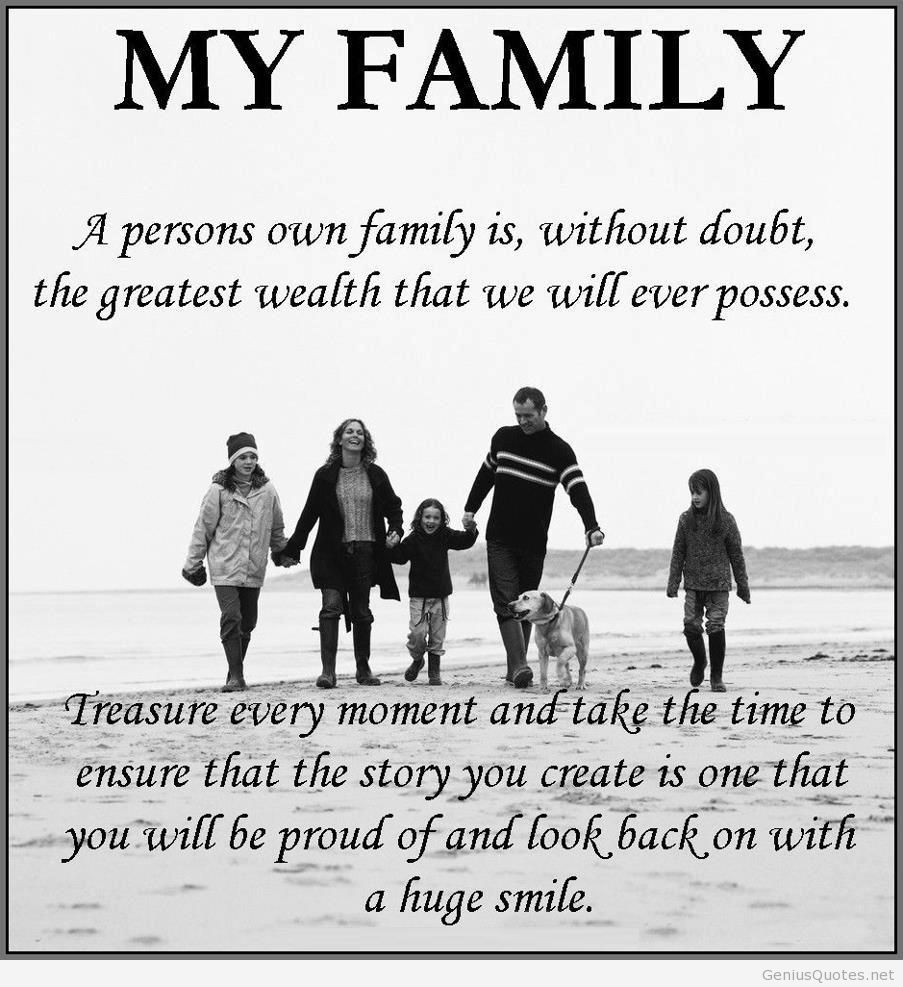 MY FAMILY
A persons own family is, without doubt,
the greatest wealth that we will ever possess.
Treasure every moment and take the time to
ensure that the story you create is one that
you will be proud of and look back on with
a huge smile.
GeniusQuotes.net